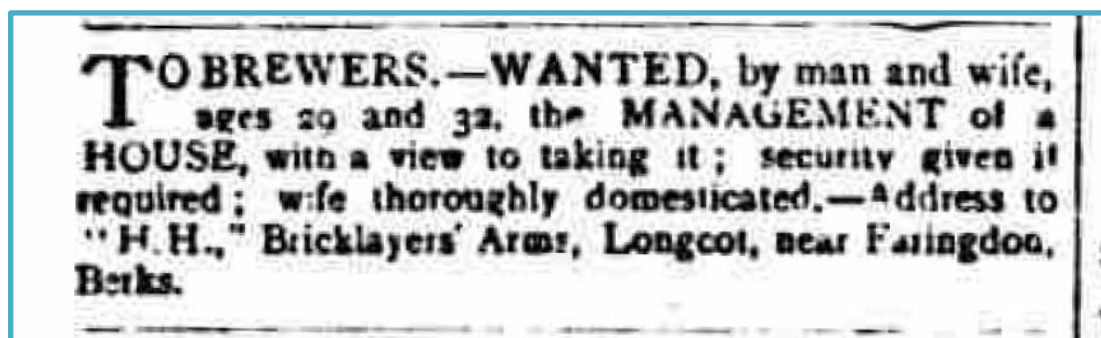 TO BREWERS.—WANTED, by man and wife,
ages 29 and 32, the MANAGEMENT of a
HOUSE, with a view to taking it; security given if
required; wife thoroughly domesticated.—Address to
"H.H.," Bricklayers' Arms, Longcot, near Faringdon,
Berks.